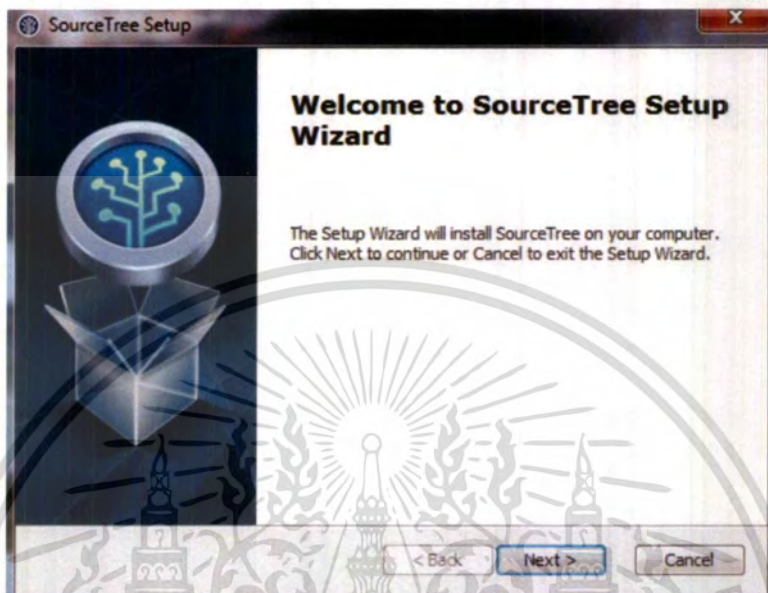 SourceTree Setup
Welcome to SourceTree Setup
Wizard
The Setup Wizard will install SourceTree on your computer.
Click Next to continue or Cancel to exit the Setup Wizard.
< Back
Next >
Cancel